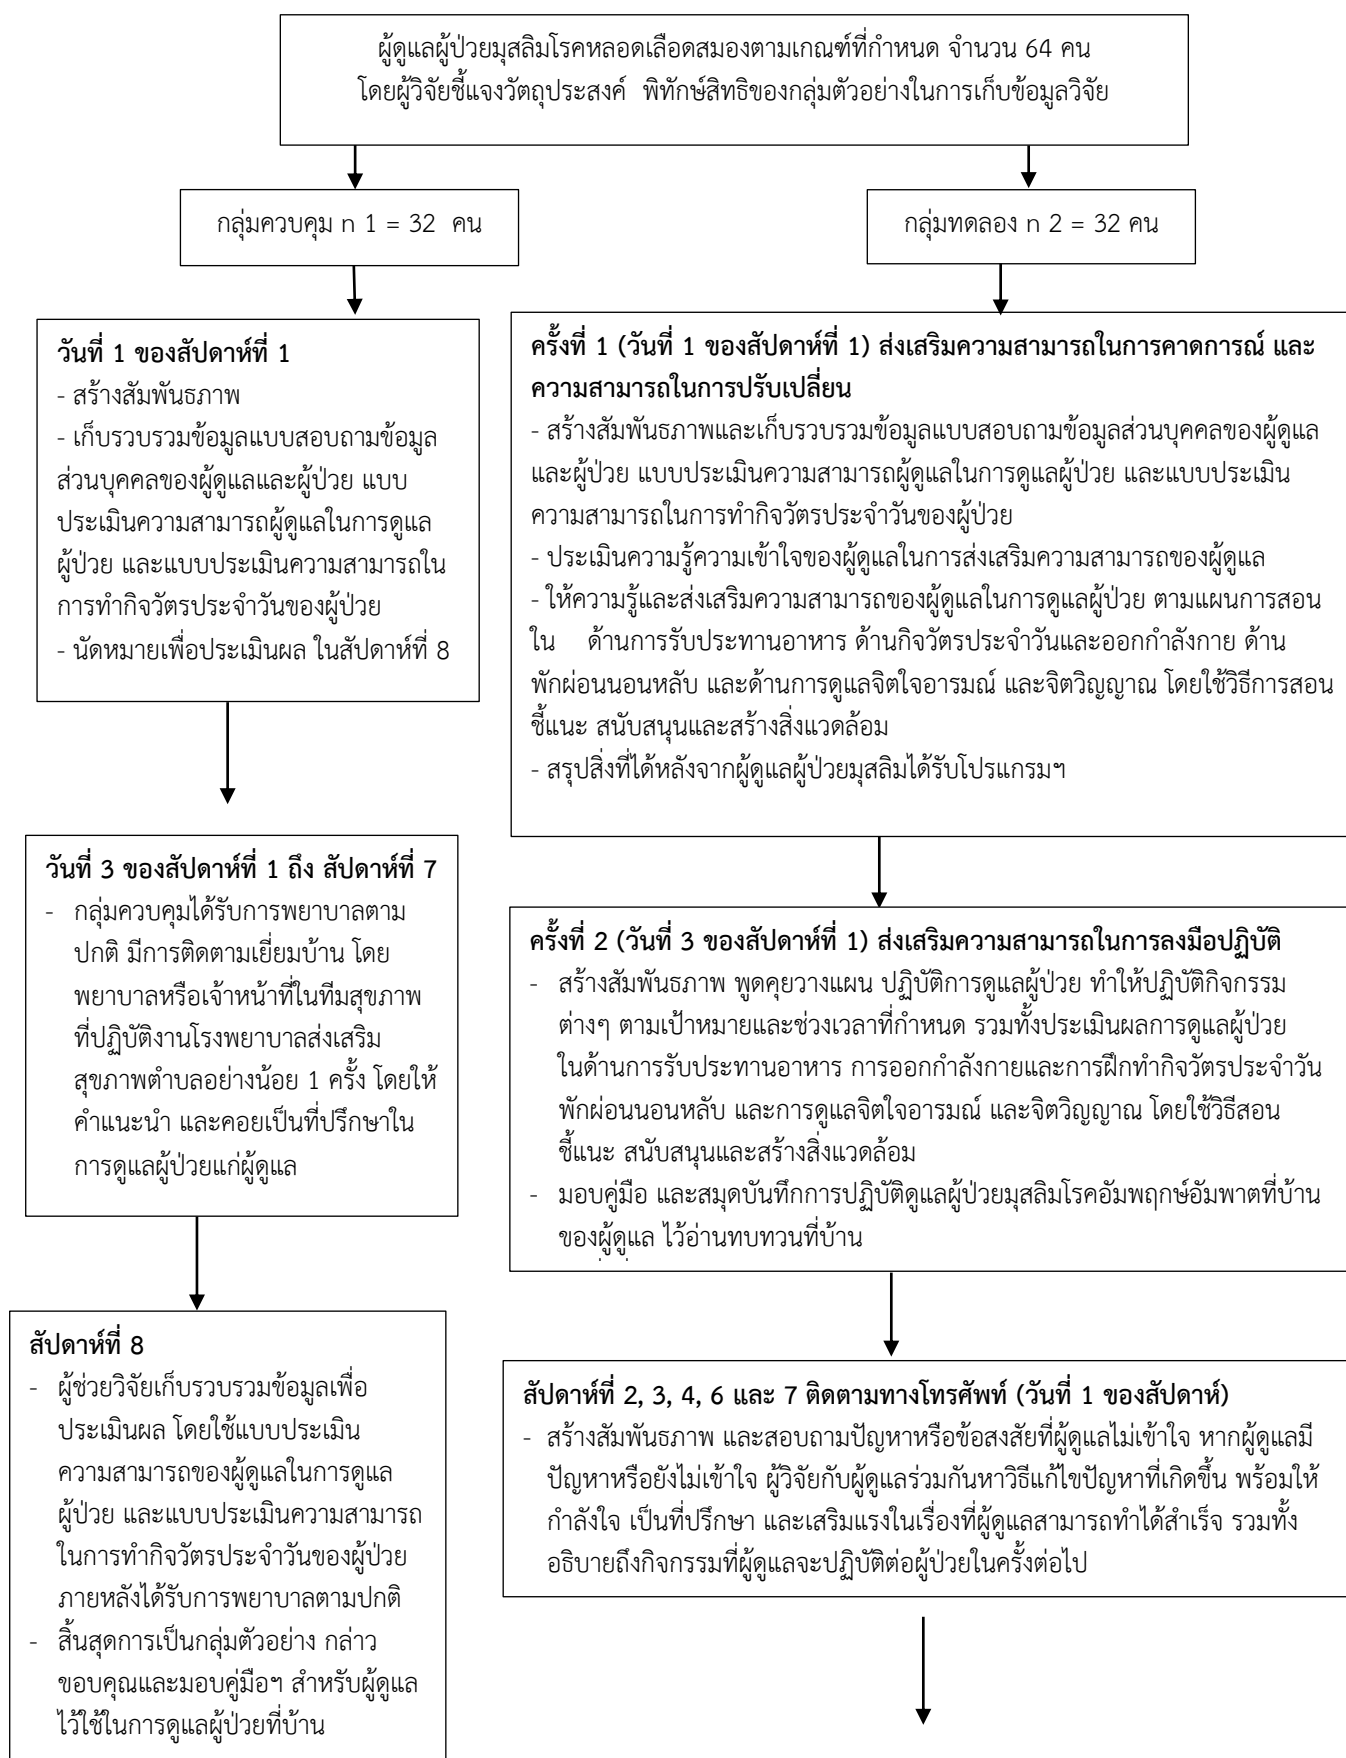 ผู้ดูแลผู้ป่วยมุสลิมโรคหลอดเลือดสมองตามเกณฑ์ที่กำหนด จำนวน 64 คน
โดยผู้วิจัยชี้แจงวัตถุประสงค์ พิทักษ์สิทธิของกลุ่มตัวอย่างในการเก็บข้อมูลวิจัย
กลุ่มควบคุม n 1 = 32 คน
กลุ่มทดลอง n 2 = 32 คน
วันที่ 1 ของสัปดาห์ที่ 1
- สร้างสัมพันธภาพ
- เก็บรวบรวมข้อมูลแบบสอบถามข้อมูล
ส่วนบุคคลของผู้ดูแลและผู้ป่วย แบบ
ประเมินความสามารถผู้ดูแลในการดูแล
ผู้ป่วย และแบบประเมินความสามารถใน
การทำกิจวัตรประจำวันของผู้ป่วย
- นัดหมายเพื่อประเมินผล ในสัปดาห์ที่ 8
ครั้งที่ 1 (วันที่ 1 ของสัปดาห์ที่ 1) ส่งเสริมความสามารถในการคาดการณ์ และ
ความสามารถในการปรับเปลี่ยน
- สร้างสัมพันธภาพและเก็บรวบรวมข้อมูลแบบสอบถามข้อมูลส่วนบุคคลของผู้ดูแล
และผู้ป่วย แบบประเมินความสามารถผู้ดูแลในการดูแลผู้ป่วย และแบบประเมิน
ความสามารถในการทำกิจวัตรประจำวันของผู้ป่วย
- ประเมินความรู้ความเข้าใจของผู้ดูแลในการส่งเสริมความสามารถของผู้ดูแล
- ให้ความรู้และส่งเสริมความสามารถของผู้ดูแลในการดูแลผู้ป่วย ตามแผนการสอน
ใน ด้านการรับประทานอาหาร ด้านกิจวัตรประจำวันและออกกำลังกาย ด้าน
พักผ่อนนอนหลับ และด้านการดูแลจิตใจอารมณ์ และจิตวิญญาณ โดยใช้วิธีการสอน
ชี้แนะ สนับสนุนและสร้างสิ่งแวดล้อม
- สรุปสิ่งที่ได้หลังจากผู้ดูแลผู้ป่วยมุสลิมได้รับโปรแกรมฯ
วันที่ 3 ของสัปดาห์ที่ 1 ถึง สัปดาห์ที่ 7
- กลุ่มควบคุมได้รับการพยาบาลตาม
ปกติ มีการติดตามเยี่ยมบ้าน โดย
พยาบาลหรือเจ้าหน้าที่ในทีมสุขภาพ
ที่ปฏิบัติงานโรงพยาบาลส่งเสริม
สุขภาพตำบลอย่างน้อย 1 ครั้ง โดยให้
คำแนะนำ และคอยเป็นที่ปรึกษาใน
การดูแลผู้ป่วยแก่ผู้ดูแล
ครั้งที่ 2 (วันที่ 3 ของสัปดาห์ที่ 1) ส่งเสริมความสามารถในการลงมือปฏิบัติ
- สร้างสัมพันธภาพ พูดคุยวางแผน ปฏิบัติการดูแลผู้ป่วย ทำให้ปฏิบัติกิจกรรม
ต่างๆ ตามเป้าหมายและช่วงเวลาที่กำหนด รวมทั้งประเมินผลการดูแลผู้ป่วย
ในด้านการรับประทานอาหาร การออกกำลังกายและการฝึกทำกิจวัตรประจำวัน
พักผ่อนนอนหลับ และการดูแลจิตใจอารมณ์ และจิตวิญญาณ โดยใช้วิธีสอน
ชี้แนะ สนับสนุนและสร้างสิ่งแวดล้อม
- มอบคู่มือ และสมุดบันทึกการปฏิบัติดูแลผู้ป่วยมุสลิมโรคอัมพฤกษ์อัมพาตที่บ้าน
ของผู้ดูแล ไว้อ่านทบทวนที่บ้าน
สัปดาห์ที่ 8
- ผู้ช่วยวิจัยเก็บรวบรวมข้อมูลเพื่อ
ประเมินผล โดยใช้แบบประเมิน
ความสามารถของผู้ดูแลในการดูแล
ผู้ป่วย และแบบประเมินความสามารถ
ในการทำกิจวัตรประจำวันของผู้ป่วย
ภายหลังได้รับการพยาบาลตามปกติ
- สิ้นสุดการเป็นกลุ่มตัวอย่าง กล่าว
ขอบคุณและมอบคู่มือฯ สำหรับผู้ดูแล
ไว้ใช้ในการดูแลผู้ป่วยที่บ้าน
สัปดาห์ที่ 2, 3, 4, 6 และ 7 ติดตามทางโทรศัพท์ (วันที่ 1 ของสัปดาห์)
- สร้างสัมพันธภาพ และสอบถามปัญหาหรือข้อสงสัยที่ผู้ดูแลไม่เข้าใจ หากผู้ดูแลมี
ปัญหาหรือยังไม่เข้าใจ ผู้วิจัยกับผู้ดูแลร่วมกันหาวิธีแก้ไขปัญหาที่เกิดขึ้น พร้อมให้
กำลังใจ เป็นที่ปรึกษา และเสริมแรงในเรื่องที่ผู้ดูแลสามารถทำได้สำเร็จ รวมทั้ง
อธิบายถึงกิจกรรมที่ผู้ดูแลจะปฏิบัติต่อผู้ป่วยในครั้งต่อไป